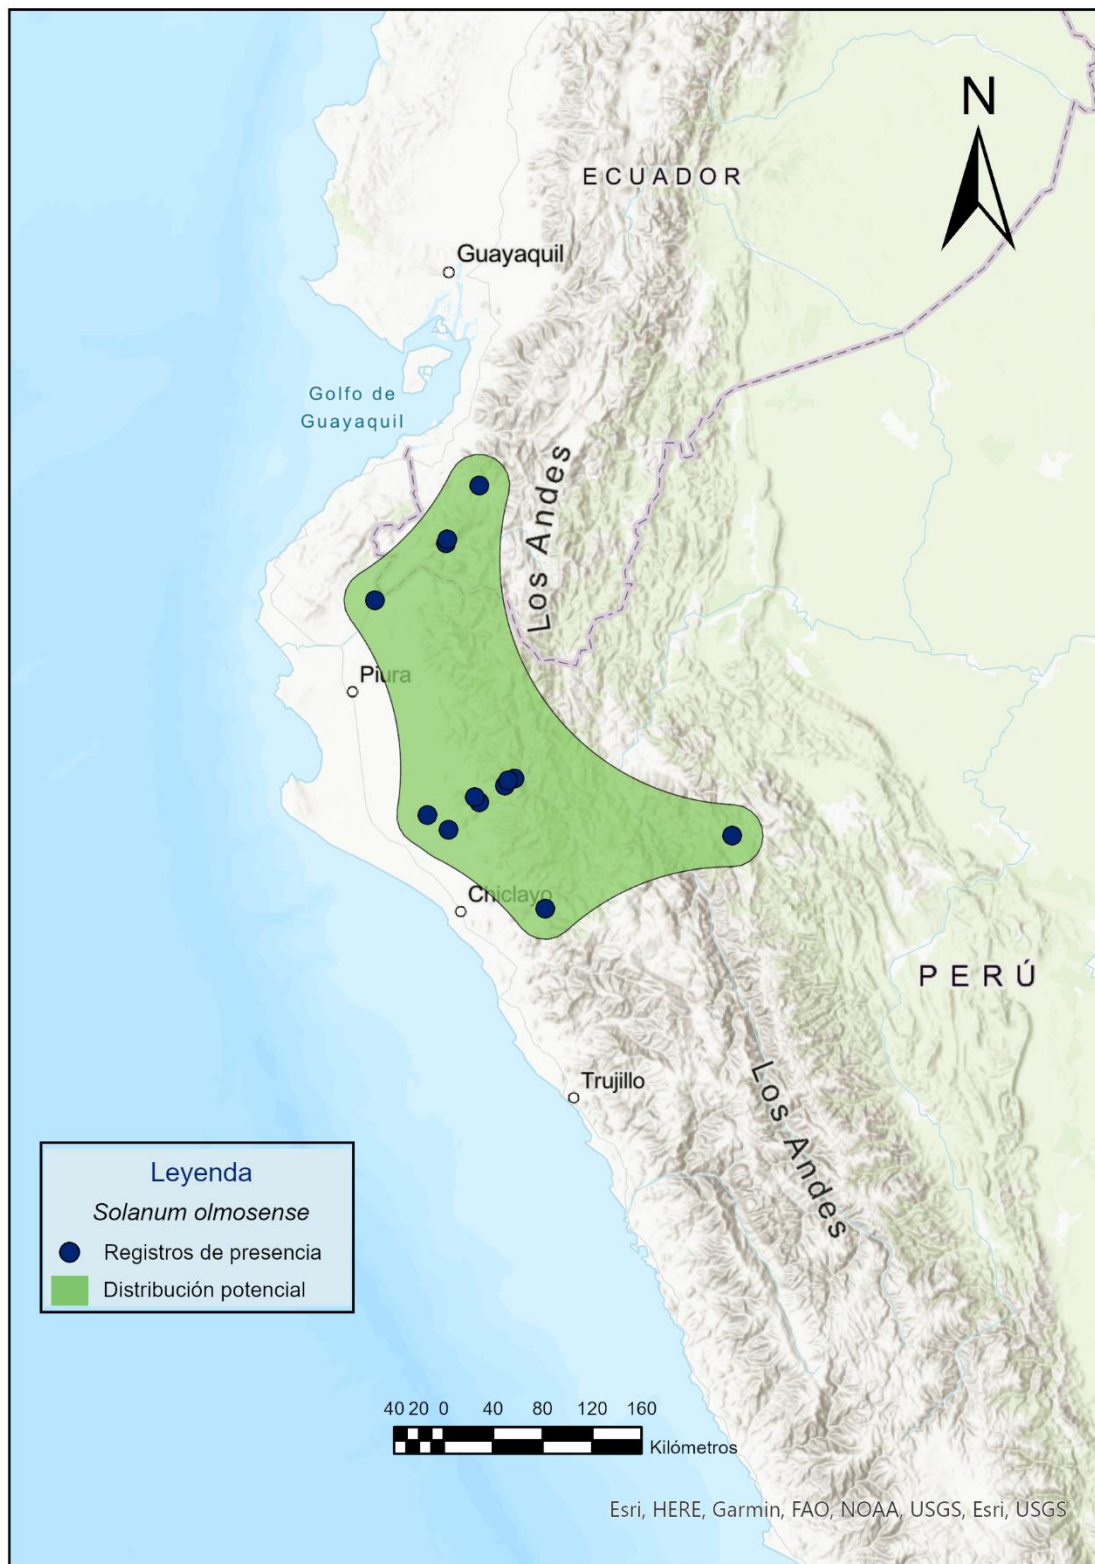 N
ECUADOR
Guayaquil
Golfo de
Guayaquil
Los Andes
Piura
Chiclayo
PERÚ
Trujillo
Los Andes
Leyenda
Solanum olmosense
Registros de presencia
Distribución potencial
40 20 0 40 80 120 160
Kilómetros
Esri, HERE, Garmin, FAO, NOAA, USGS, Esri, USGS